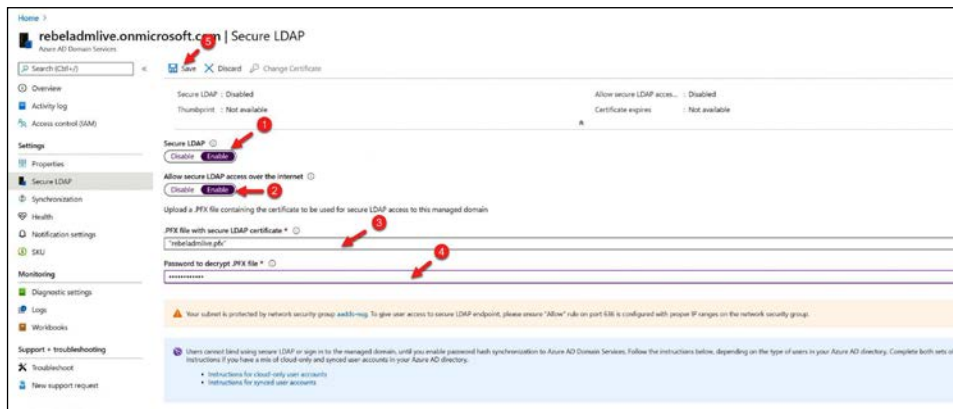 Home >
rebeladmlive.onmicrosoft.com | Secure LDAP
Azure AD Domain Services
Search (Ctrl+/)
«
Save
Discard
Change Certificate
5
Overview
Activity log
Access control (IAM)
Settings
Properties
Secure LDAP
Synchronization
Health
Notification settings
SKU
Monitoring
Diagnostic settings
Logs
Workbooks
Support + troubleshooting
Troubleshoot
New support request
Secure LDAP : Disabled
Allow secure LDAP acces... : Disabled
Thumbprint : Not available
Certificate expires : Not available
1
Secure LDAP
Disable Enable
Allow secure LDAP access over the internet
Disable Enable
2
Upload a .PFX file containing the certificate to be used for secure LDAP access to this managed domain
3
.PFX file with secure LDAP certificate *
"rebeladmlive.pfx"
4
Password to decrypt .PFX file *
••••••••••••
Your subnet is protected by network security group aadds-nsg. To give user access to secure LDAP endpoint, please ensure "Allow" rule on port 636 is configured with proper IP ranges on the network security group.
Users cannot bind using secure LDAP or sign in to the managed domain, until you enable password hash synchronization to Azure AD Domain Services. Follow the instructions below, depending on the type of users in your Azure AD directory. Complete both sets of
instructions if you have a mix of cloud-only and synced user accounts in your Azure AD directory.
• Instructions for cloud-only user accounts
• Instructions for synced user accounts